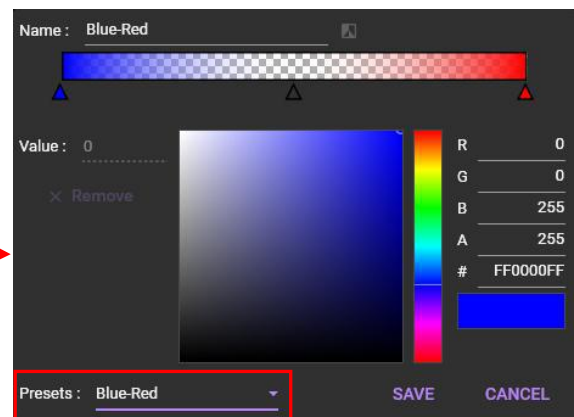 Name : Blue-Red
Value : 0
× Remove
R 0
G 0
B 255
A 255
# FF0000FF
Presets : Blue-Red
SAVE CANCEL